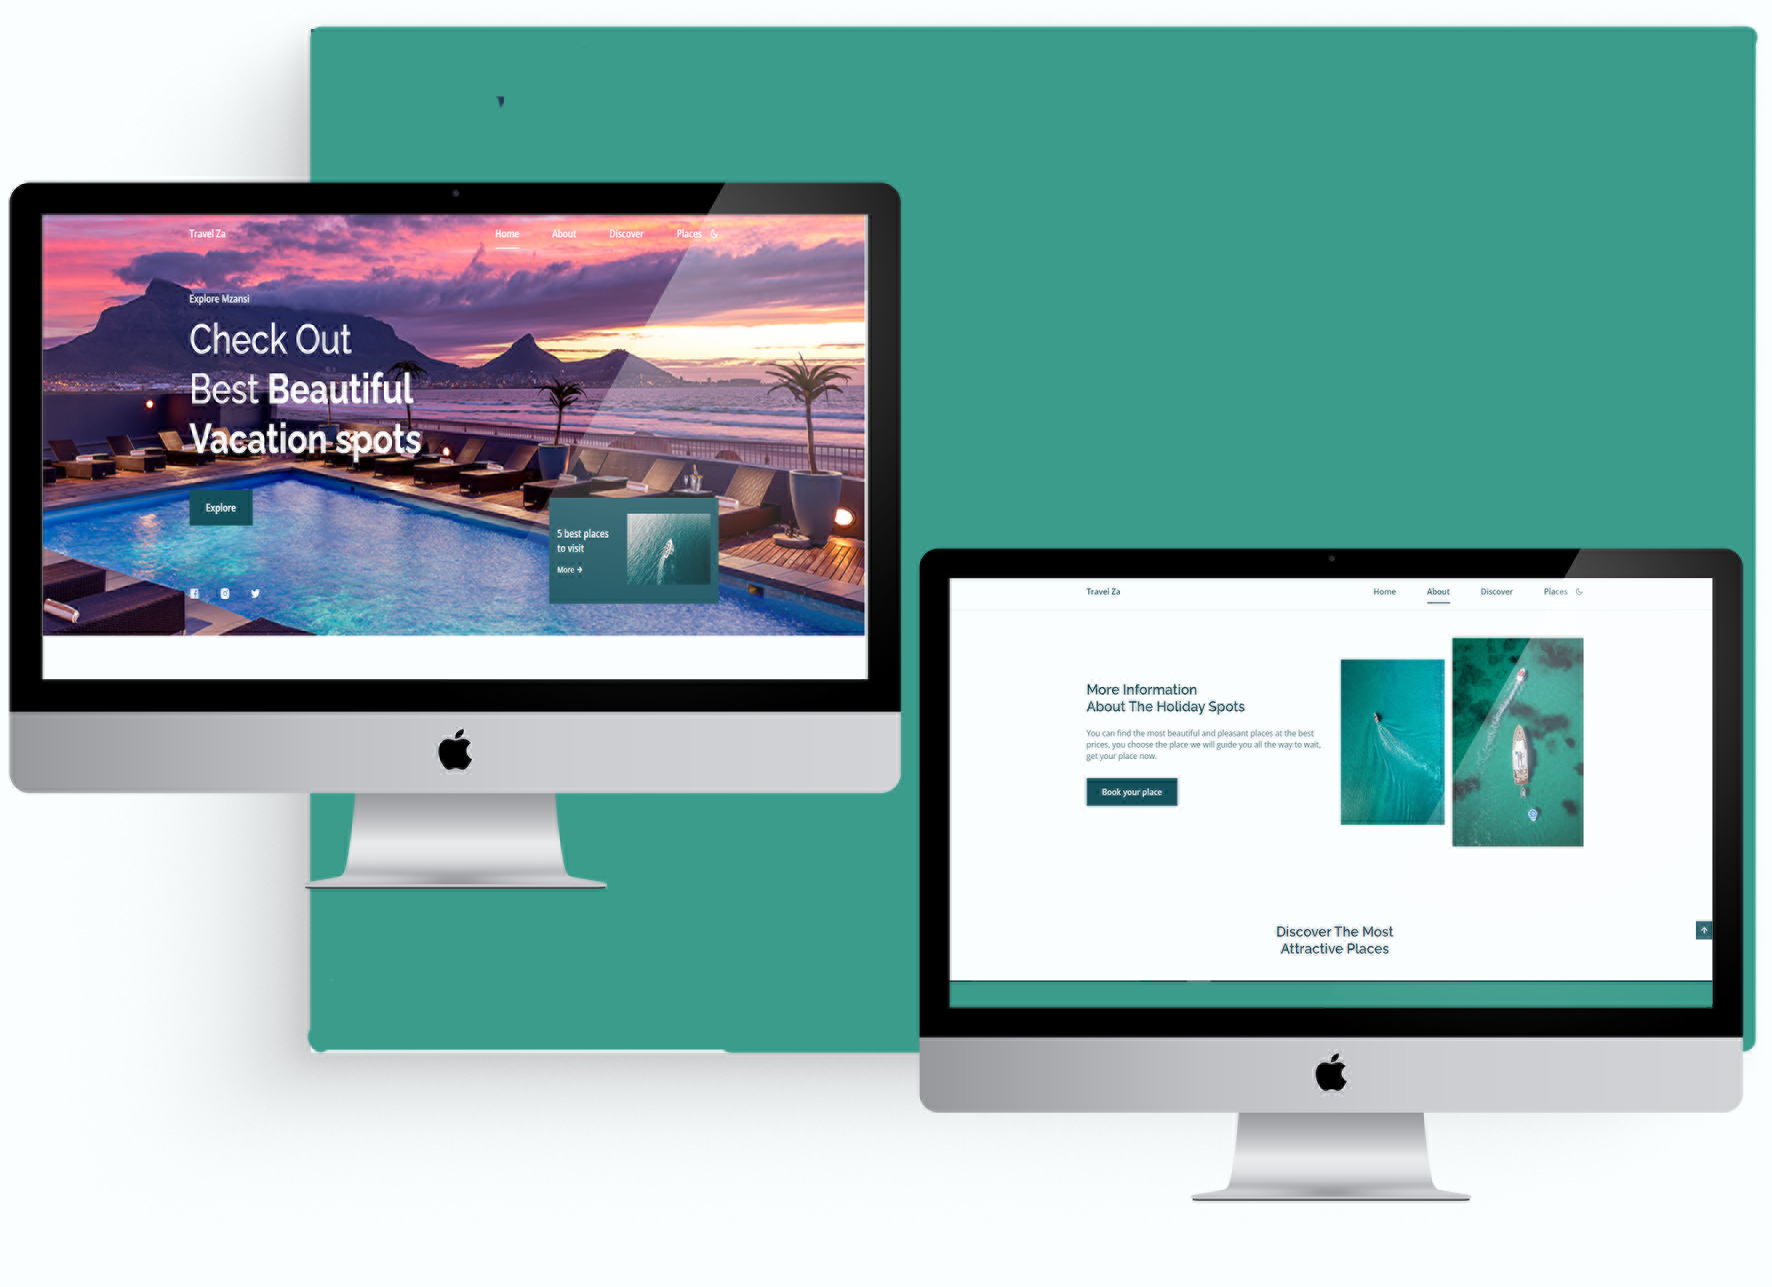 Travel Za
Home
About
Discover
Places
Explore Mzansi
Check Out
Best Beautiful
Vacation spots
Explore
5 best places
to visit
More
Travel Za
Home
About
Discover
Places
More Information
About The Holiday Spots
You can find the most beautiful and pleasant places at the best
prices, you choose the place we will guide you all the way to wait,
get your place now.
Book your place
Discover The Most
Attractive Places